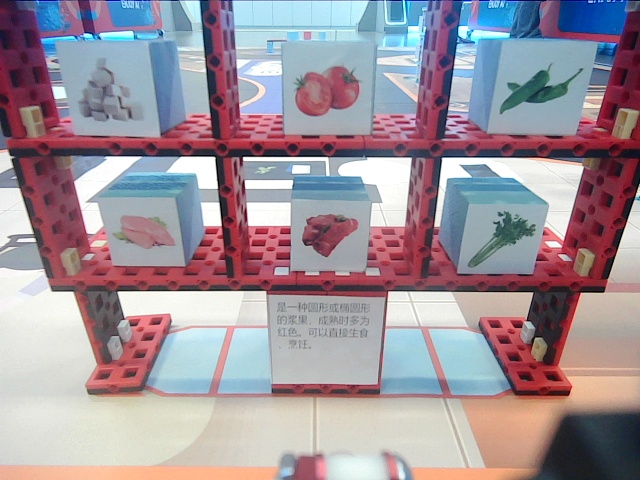 是一种圆形或椭圆形
的浆果，成熟时多为
红色。可以直接生食
、烹饪。